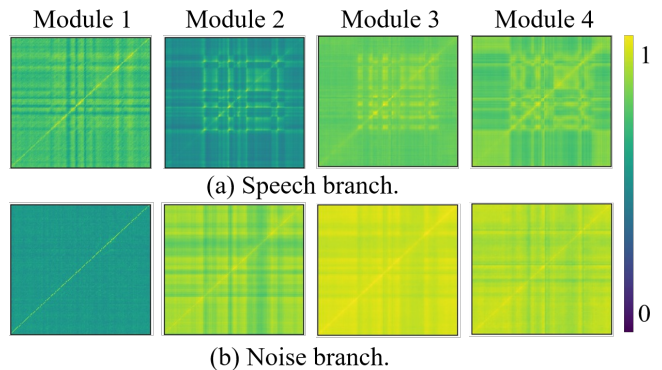 Module 1 Module 2 Module 3 Module 4
1
(a) Speech branch.
0
(b) Noise branch.